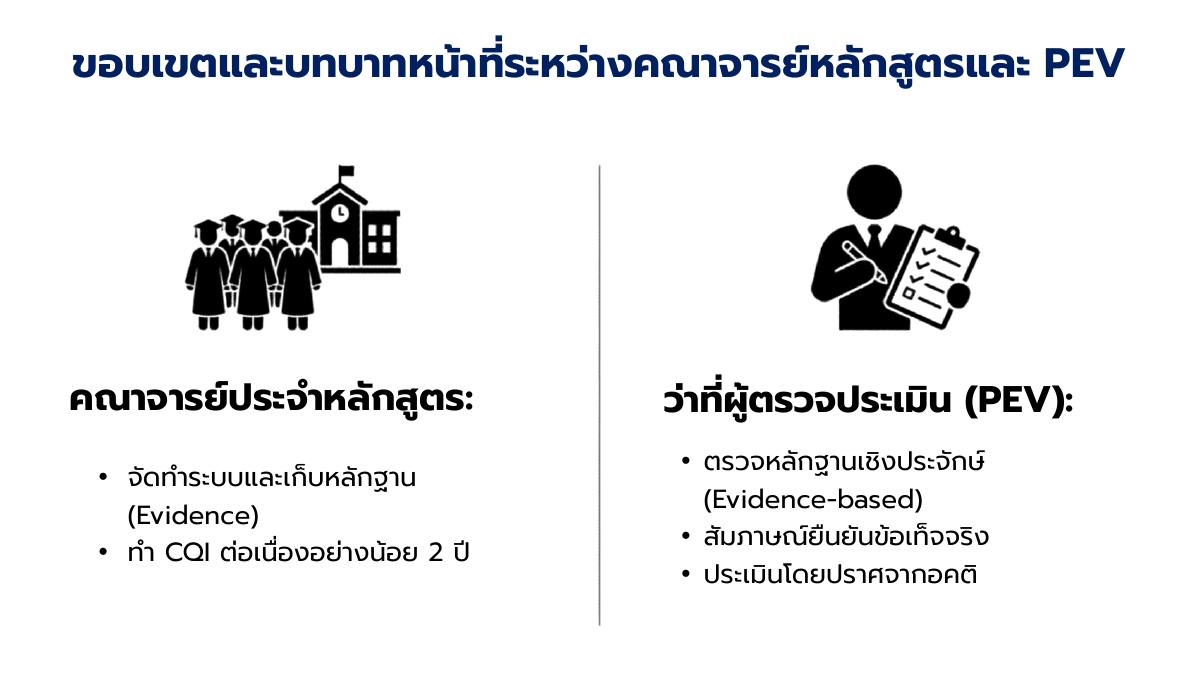 ขอบเขตและบทบาทหน้าที่ระหว่างคณาจารย์หลักสูตรและ PEV
คณาจารย์ประจำหลักสูตร:
• จัดทำระบบและเก็บหลักฐาน
(Evidence)
• ทำ CQI ต่อเนื่องอย่างน้อย 2 ปี
ว่าที่ผู้ตรวจประเมิน (PEV):
• ตรวจหลักฐานเชิงประจักษ์
(Evidence-based)
• สัมภาษณ์ยืนยันข้อเท็จจริง
• ประเมินโดยปราศจากอคติ